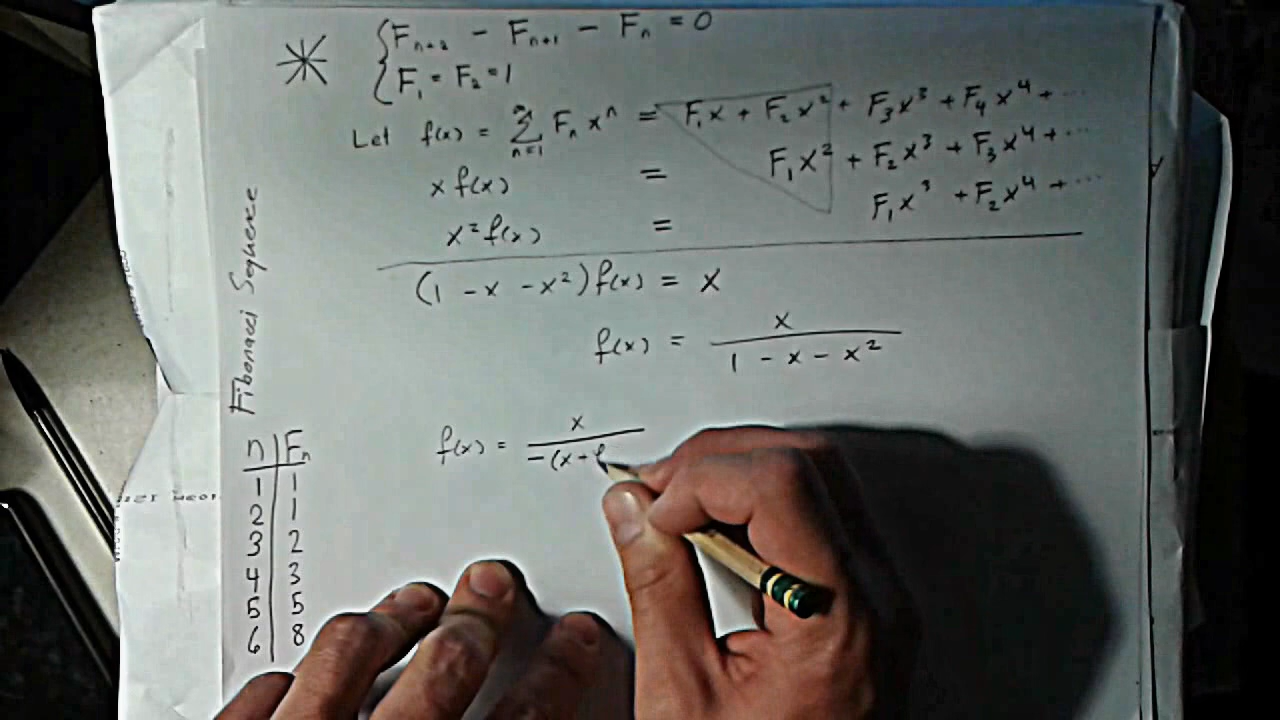 F_{n+2} - F_{n+1} - F_n = 0
F_1 = F_2 = 1
Let f(x) = ∑_{n=1}^{∞} F_n x^n = F_1x + F_2x^2 + F_3x^3 + F_4x^4 + ...
x f(x) = F_1x^2 + F_2x^3 + F_3x^4 + ...
x^2 f(x) = F_1x^3 + F_2x^4 + ...
(1 - x - x^2) f(x) = x
f(x) = x / (1 - x - x^2)
f(x) = x / -(x +
Fibonacci Sequence
n | F_n
1 | 1
2 | 1
3 | 2
4 | 3
5 | 5
6 | 8